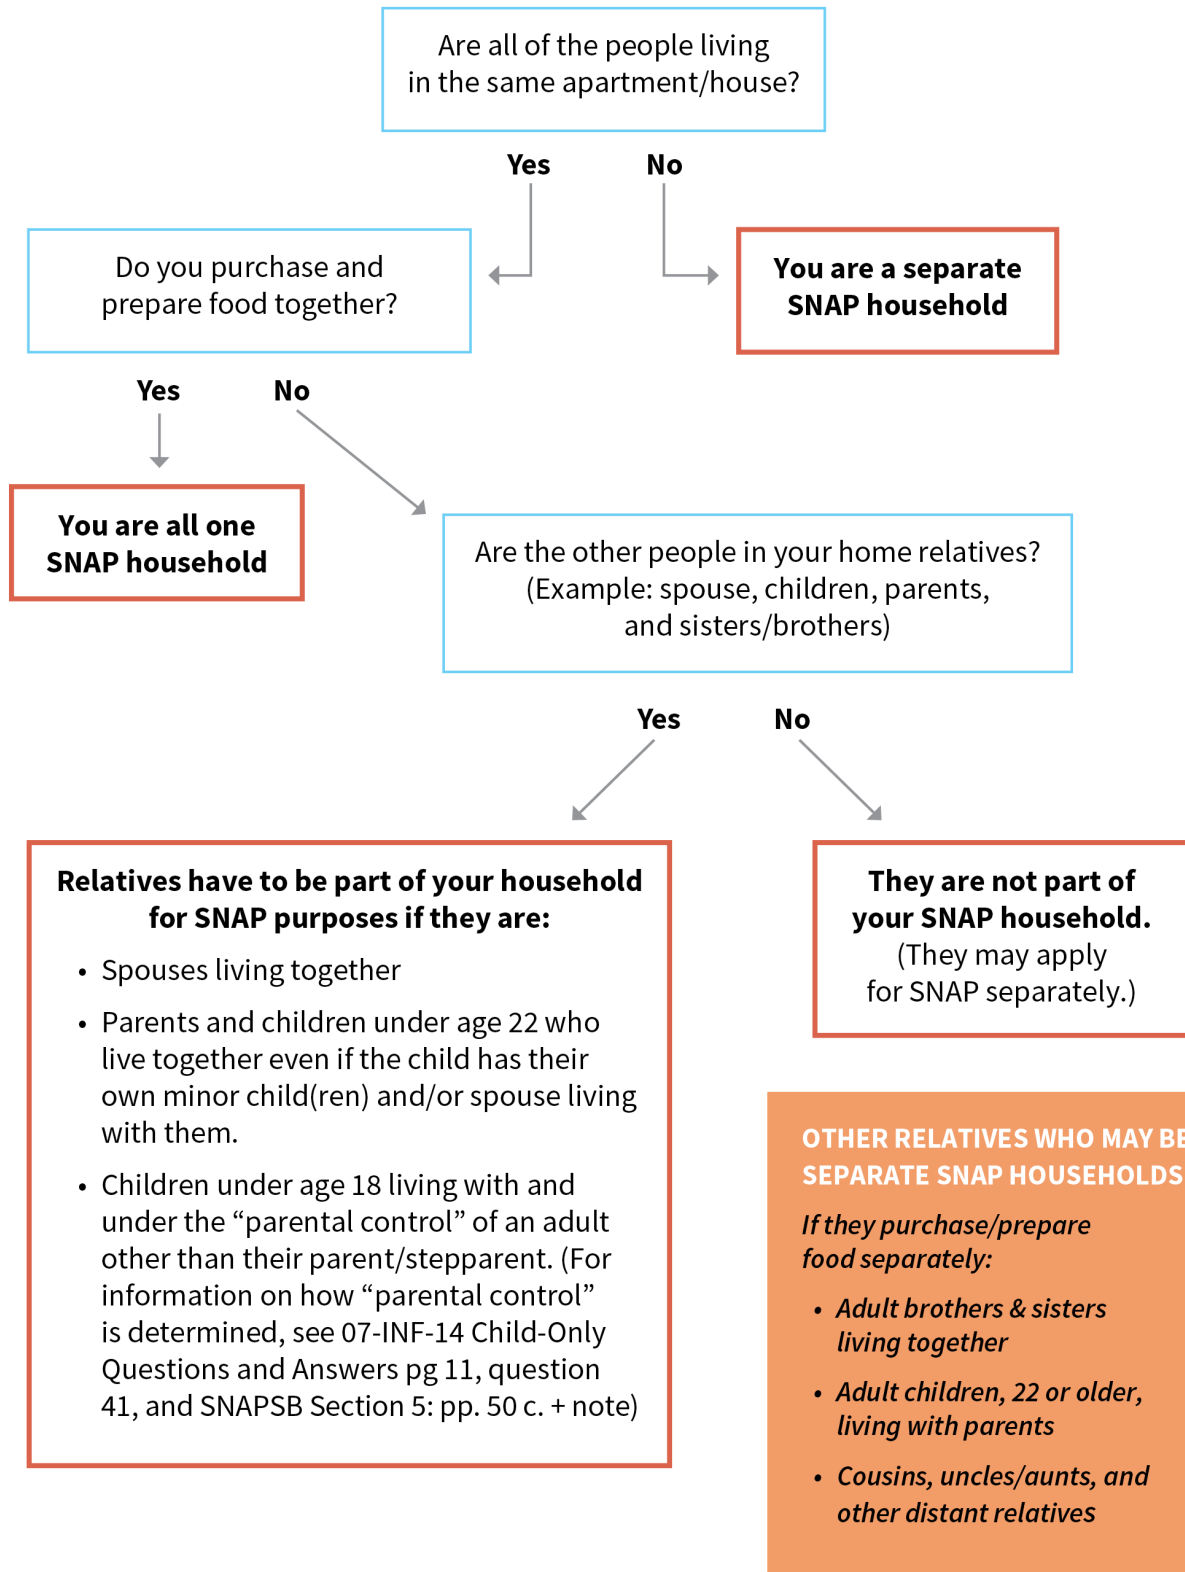 Are all of the people living
in the same apartment/house?
Yes
No
Do you purchase and
prepare food together?
You are a separate
SNAP household
Yes
No
You are all one
SNAP household
Are the other people in your home relatives?
(Example: spouse, children, parents,
and sisters/brothers)
Yes
No
Relatives have to be part of your household
for SNAP purposes if they are:
• Spouses living together
• Parents and children under age 22 who
live together even if the child has their
own minor child(ren) and/or spouse living
with them.
• Children under age 18 living with and
under the “parental control” of an adult
other than their parent/stepparent. (For
information on how “parental control”
is determined, see 07-INF-14 Child-Only
Questions and Answers pg 11, question
41, and SNAPSB Section 5: pp. 50 c. + note)
They are not part of
your SNAP household.
(They may apply
for SNAP separately.)
OTHER RELATIVES WHO MAY BE
SEPARATE SNAP HOUSEHOLDS
If they purchase/prepare
food separately:
• Adult brothers & sisters
living together
• Adult children, 22 or older,
living with parents
• Cousins, uncles/aunts, and
other distant relatives